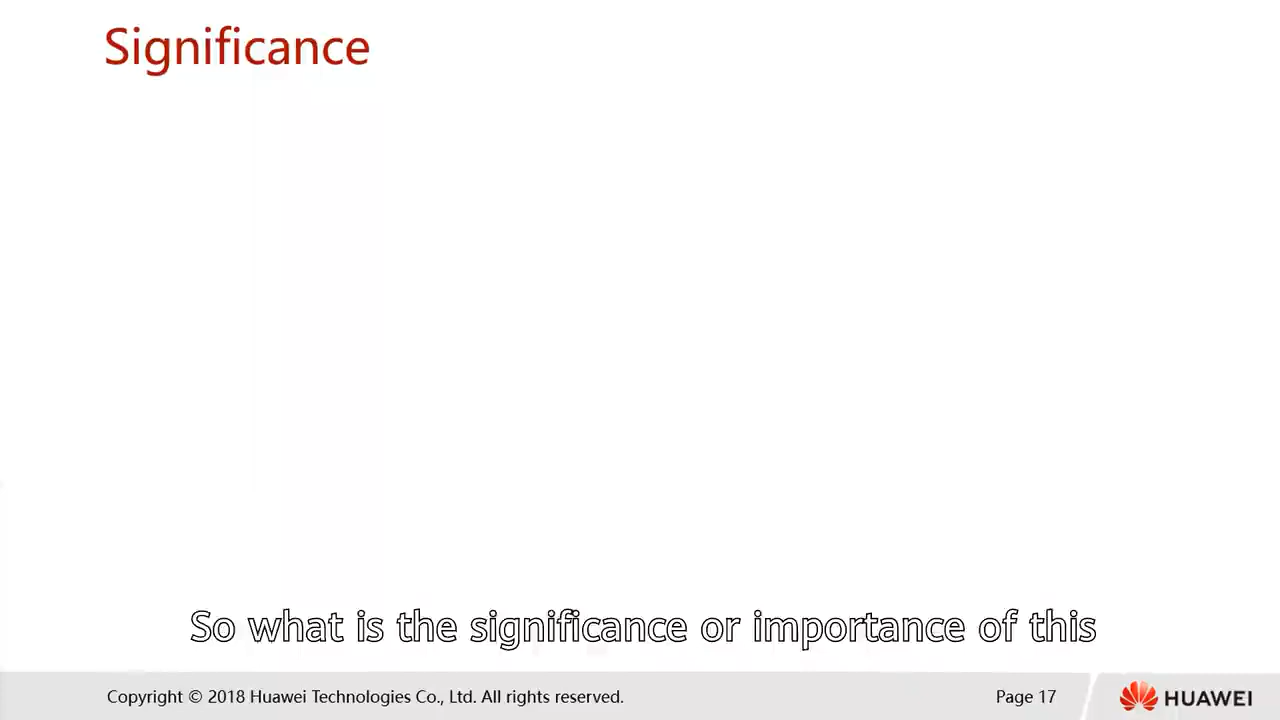 Significance
So what is the significance or importance of this
Copyright © 2018 Huawei Technologies Co., Ltd. All rights reserved.
Page 17
HUAWEI